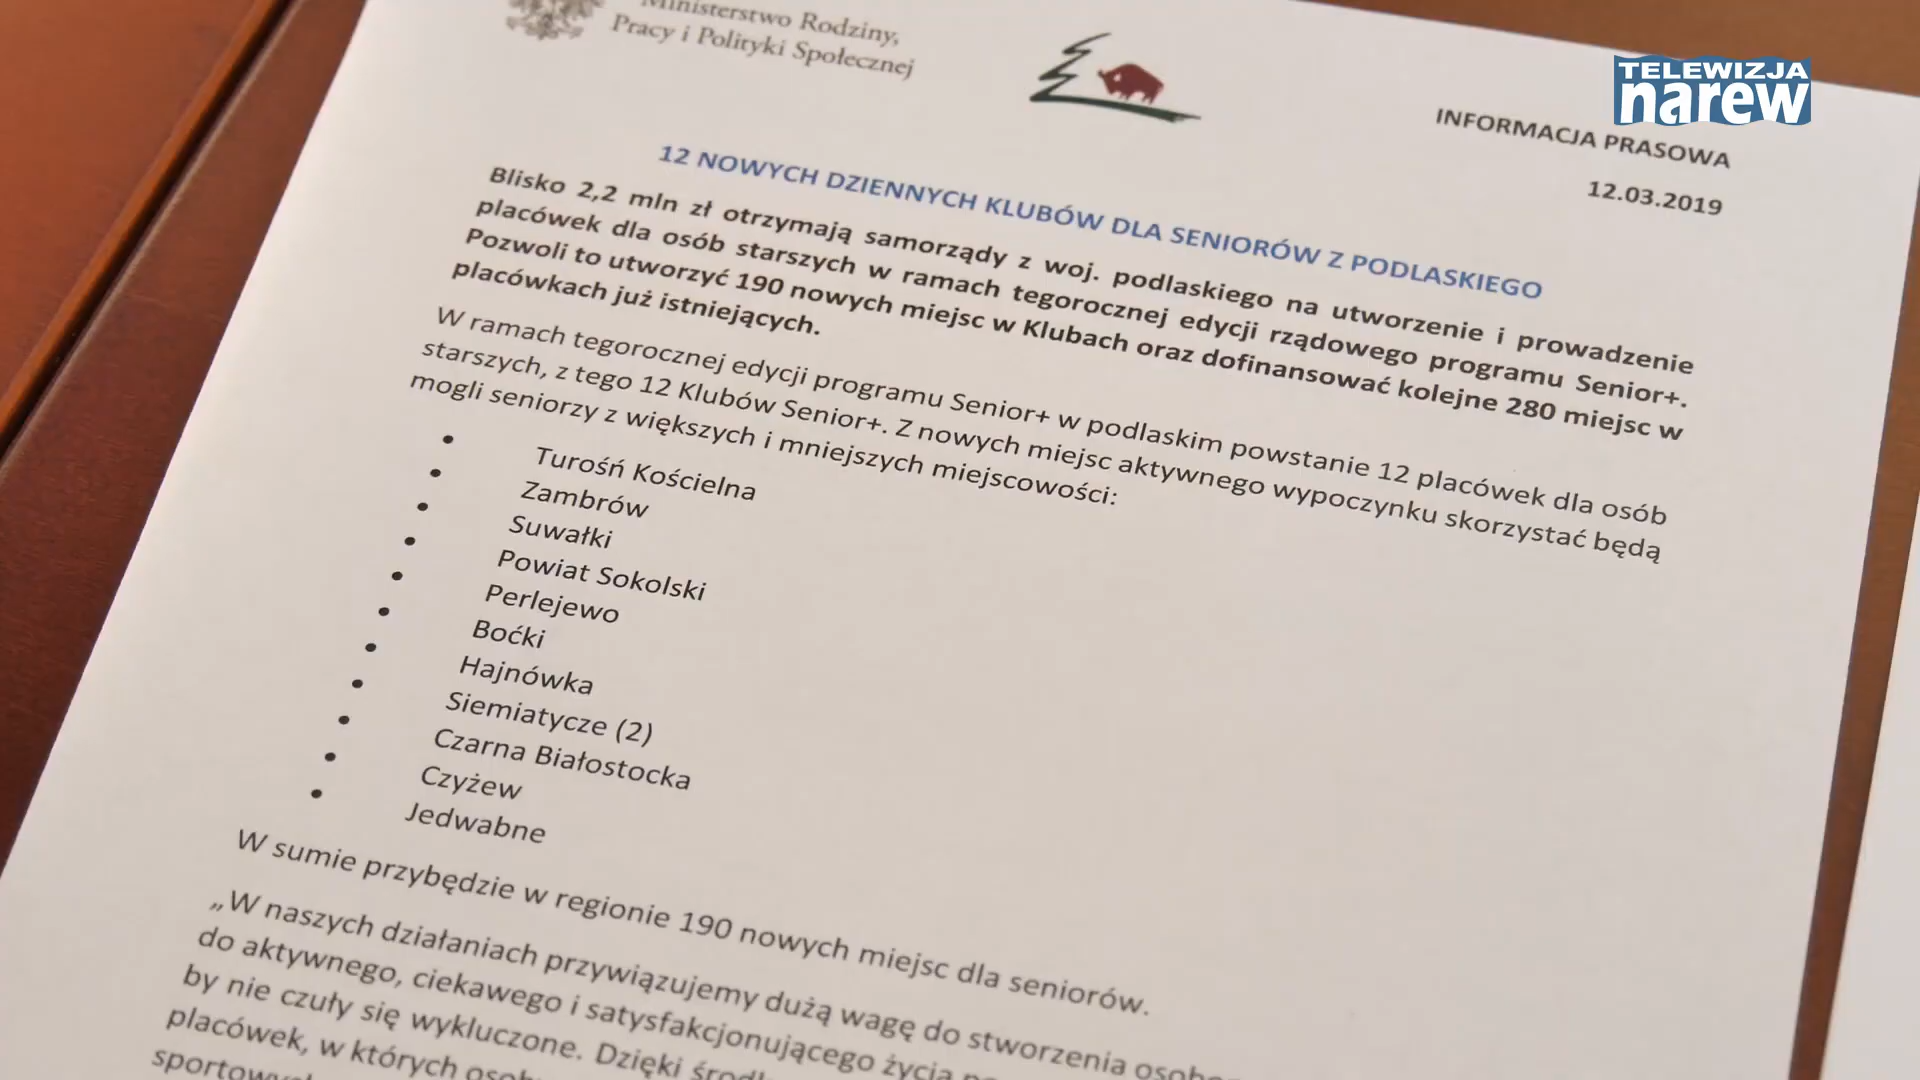 Ministerstwo Rodziny,
Pracy i Polityki Społecznej
TELEWIZJA
narew
INFORMACJA PRASOWA
12.03.2019
12 NOWYCH DZIENNYCH KLUBÓW DLA SENIORÓW Z PODLASKIEGO
Blisko 2,2 mln zł otrzymają samorządy z woj. podlaskiego na utworzenie i prowadzenie
placówek dla osób starszych w ramach tegorocznej edycji rządowego programu Senior+.
Pozwoli to utworzyć 190 nowych miejsc w Klubach oraz dofinansować kolejne 280 miejsc w
placówkach już istniejących.
W ramach tegorocznej edycji programu Senior+ w podlaskim powstanie 12 placówek dla osób
starszych, z tego 12 Klubów Senior+. Z nowych miejsc aktywnego wypoczynku skorzystać będą
mogli seniorzy z większych i mniejszych miejscowości:
• Turośń Kościelna
• Zambrów
• Suwałki
• Powiat Sokolski
• Perlejewo
• Boćki
• Hajnówka
• Siemiatycze (2)
• Czarna Białostocka
• Czyżew
• Jedwabne
W sumie przybędzie w regionie 190 nowych miejsc dla seniorów.
„W naszych działaniach przywiązujemy dużą wagę do stworzenia
do aktywnego, ciekawego i satysfakcjonującego życia
by nie czuły się wykluczone. Dzięki
placówek, w których